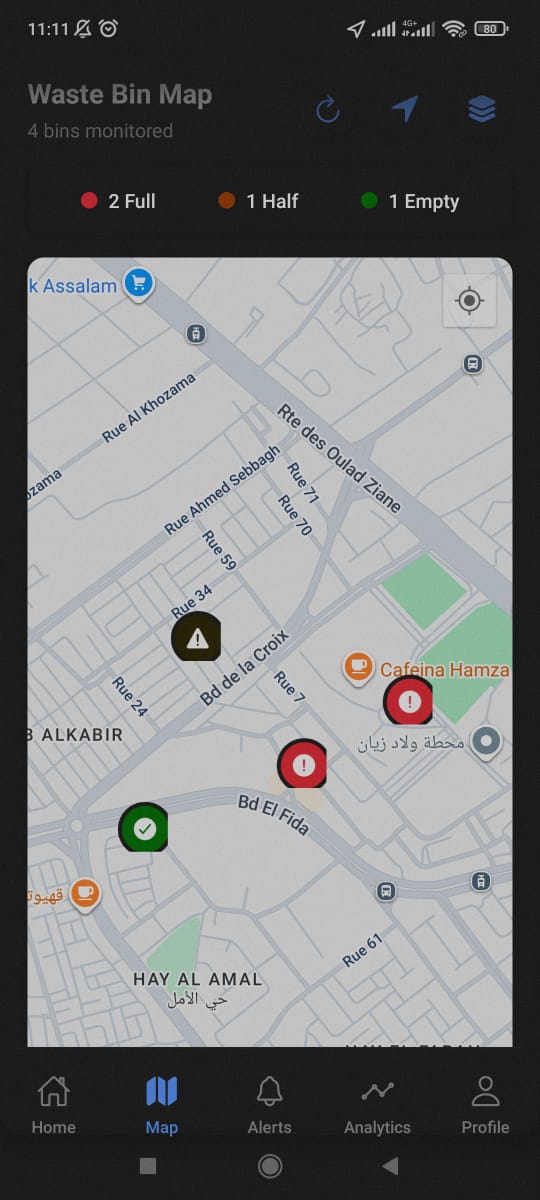 11:11
4G+
80
Waste Bin Map
4 bins monitored
2 Full
1 Half
1 Empty
k Assalam
Rue Al Khozama
ozama
Rte des Oulad Ziane
Rue Ahmed Sebbagh
Rue 71
Rue 70
Rue 59
Rue 34
Bd de la Croix
Cafeina Hamza
Rue 7
Rue 24
B ALKABIR
محطة ولاد زيان
Bd El Fida
قهيوت
Rue 61
HAY AL AMAL
حي الأمل
Home
Map
Alerts
Analytics
Profile